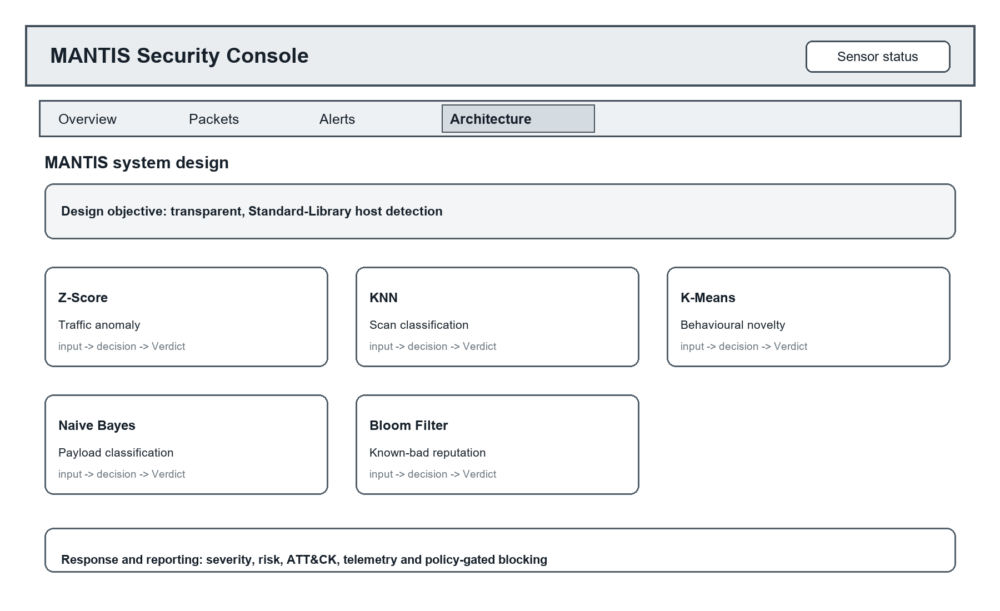 MANTIS Security Console
Sensor status
Overview
Packets
Alerts
Architecture
MANTIS system design
Design objective: transparent, Standard-Library host detection
Z-Score
Traffic anomaly
input -> decision -> Verdict
KNN
Scan classification
input -> decision -> Verdict
K-Means
Behavioural novelty
input -> decision -> Verdict
Naive Bayes
Payload classification
input -> decision -> Verdict
Bloom Filter
Known-bad reputation
input -> decision -> Verdict
Response and reporting: severity, risk, ATT&CK, telemetry and policy-gated blocking